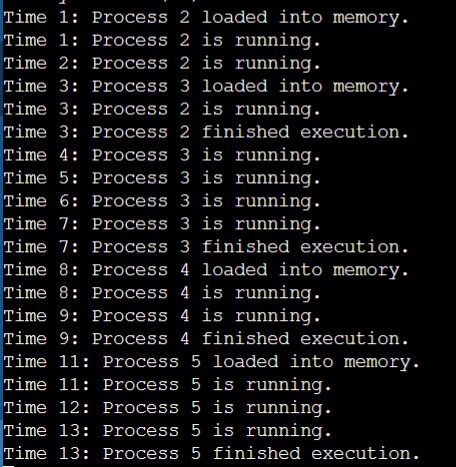 Time 1: Process 2 loaded into memory.
Time 1: Process 2 is running.
Time 2: Process 2 is running.
Time 3: Process 3 loaded into memory.
Time 3: Process 2 is running.
Time 3: Process 2 finished execution.
Time 4: Process 3 is running.
Time 5: Process 3 is running.
Time 6: Process 3 is running.
Time 7: Process 3 is running.
Time 7: Process 3 finished execution.
Time 8: Process 4 loaded into memory.
Time 8: Process 4 is running.
Time 9: Process 4 is running.
Time 9: Process 4 finished execution.
Time 11: Process 5 loaded into memory.
Time 11: Process 5 is running.
Time 12: Process 5 is running.
Time 13: Process 5 is running.
Time 13: Process 5 finished execution.